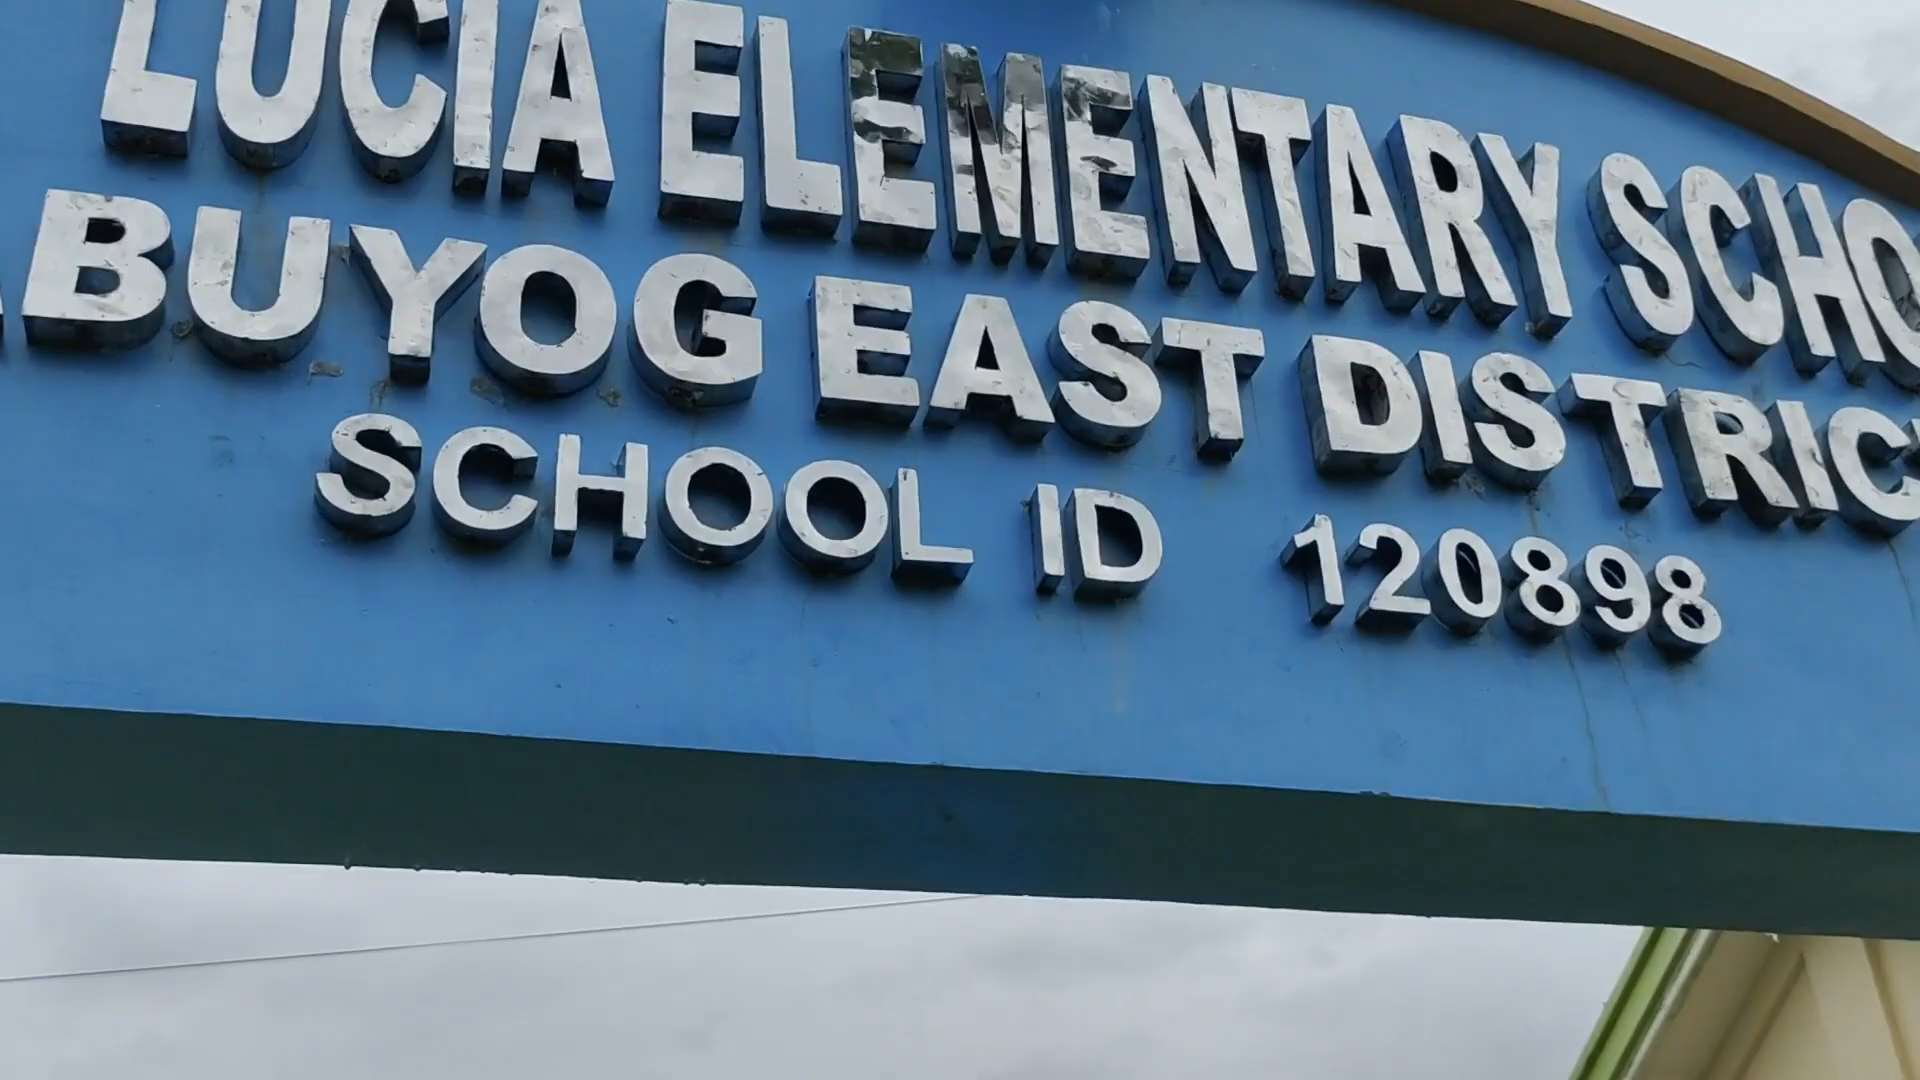 LUCIA ELEMENTARY SCHO
BUYOG EAST DISTRIC
SCHOOL ID 120898